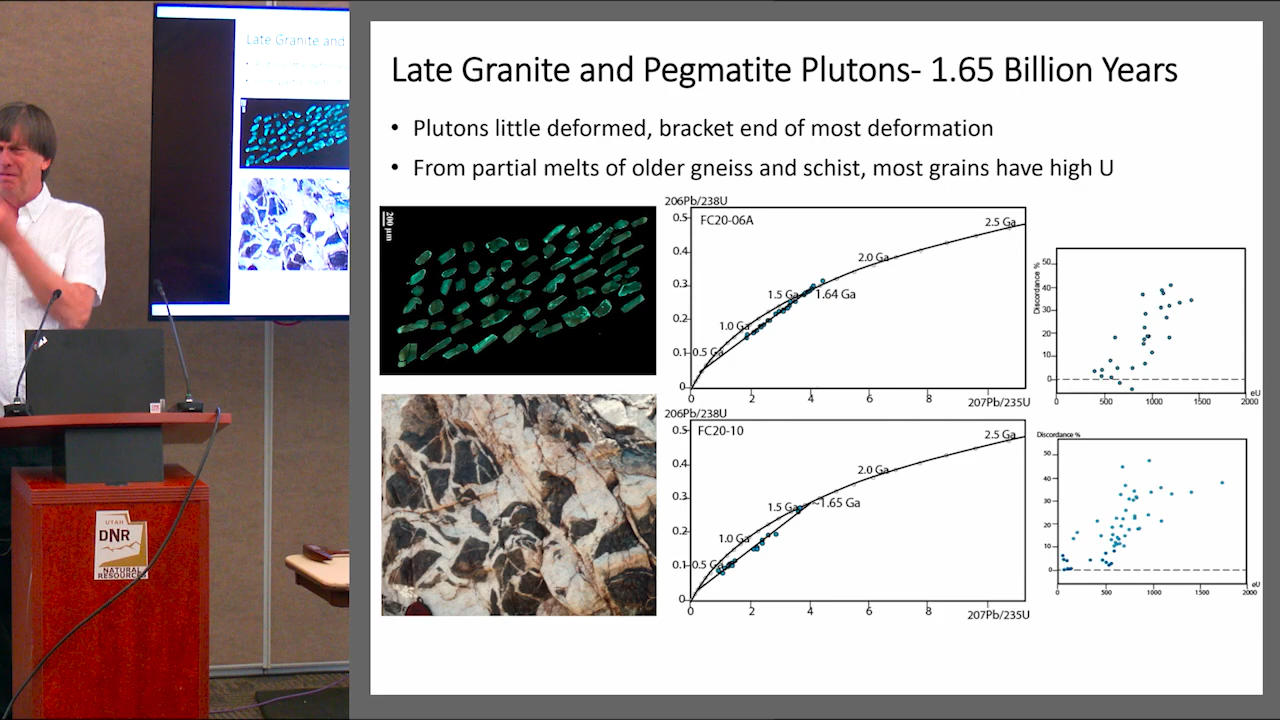 Late Granite and Pegmatite Plutons- 1.65 Billion Years
• Plutons little deformed, bracket end of most deformation
• From partial melts of older gneiss and schist, most grains have high U
200 µm
206Pb/238U
FC20-06A
0.5
0.4
0.3
0.2
0.1
0
2.5 Ga
2.0 Ga
1.5 Ga
1.64 Ga
1.0 Ga
0.5 Ga
0 2 4 6 8
207Pb/235U
Discordance %
50
40
30
20
10
0
0 500 1000 1500 2000
eU
206Pb/238U
FC20-10
0.5
0.4
0.3
0.2
0.1
0
2.5 Ga
2.0 Ga
1.5 Ga
~1.65 Ga
1.0 Ga
0.5 Ga
0 2 4 6 8
207Pb/235U
Discordance %
50
40
30
20
10
0
0 500 1000 1500 2000
eU
Late Granite and
UTAH
DNR
NATURAL
RESOURCES